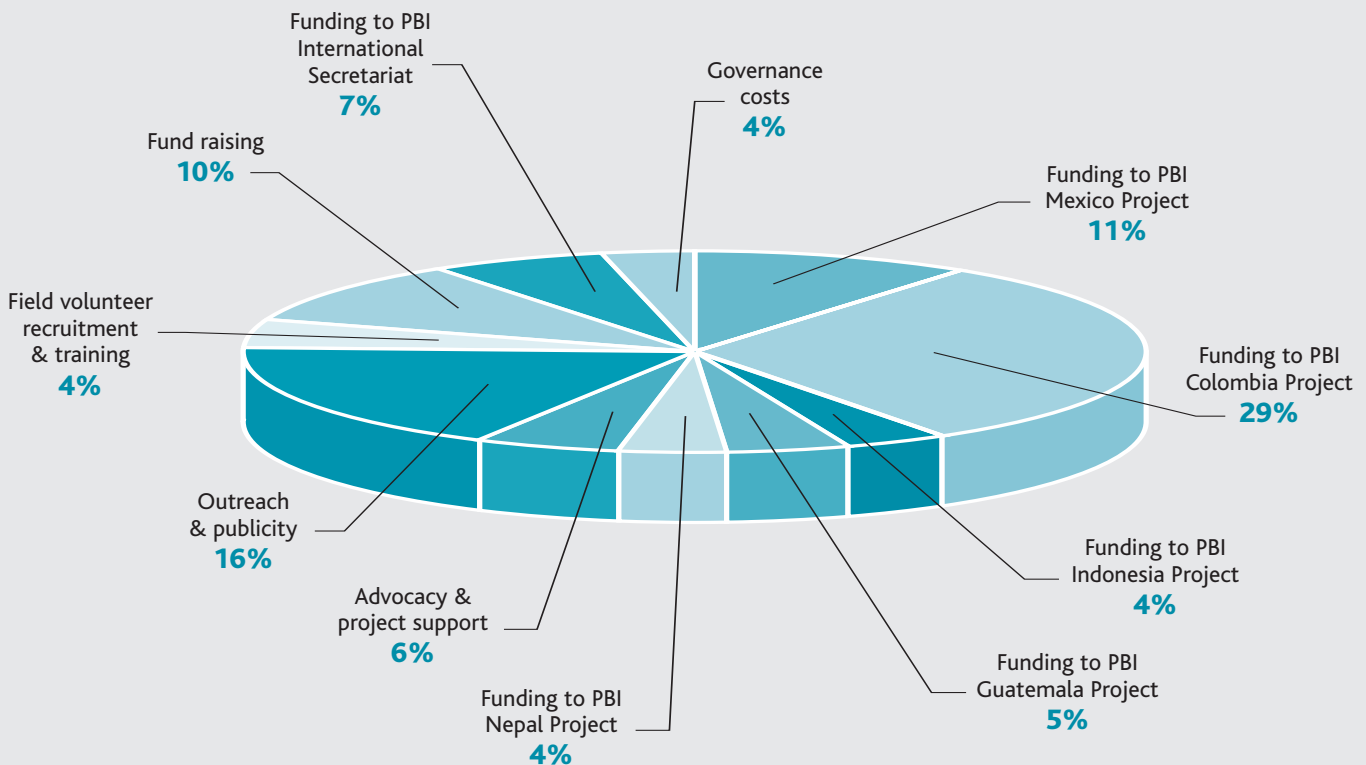 Funding to PBI
International
Secretariat
7%
Governance
costs
4%
Fund raising
10%
Funding to PBI
Mexico Project
11%
Field volunteer
recruitment
& training
4%
Funding to PBI
Colombia Project
29%
Outreach
& publicity
16%
Funding to PBI
Indonesia Project
4%
Advocacy &
project support
6%
Funding to PBI
Guatemala Project
5%
Funding to PBI
Nepal Project
4%